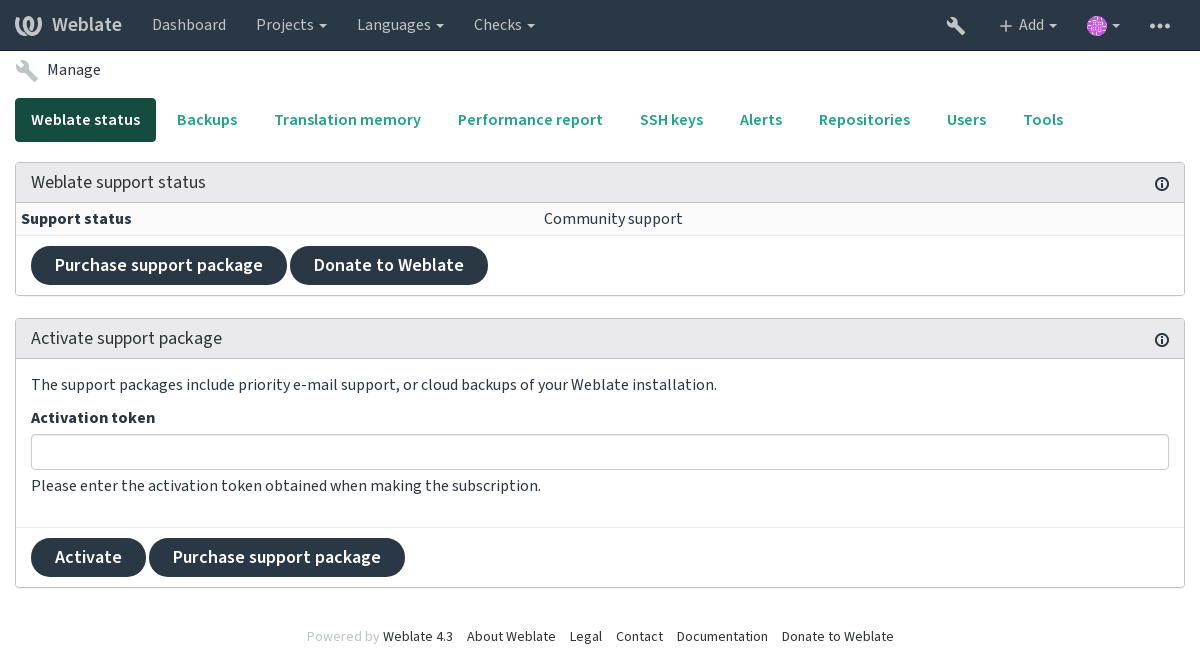 Weblate Dashboard Projects Languages Checks Add
Manage
Weblate status Backups Translation memory Performance report SSH keys Alerts Repositories Users Tools
Weblate support status
Support status Community support
Purchase support package Donate to Weblate
Activate support package
The support packages include priority e-mail support, or cloud backups of your Weblate installation.
Activation token
Please enter the activation token obtained when making the subscription.
Activate Purchase support package
Powered by Weblate 4.3 About Weblate Legal Contact Documentation Donate to Weblate